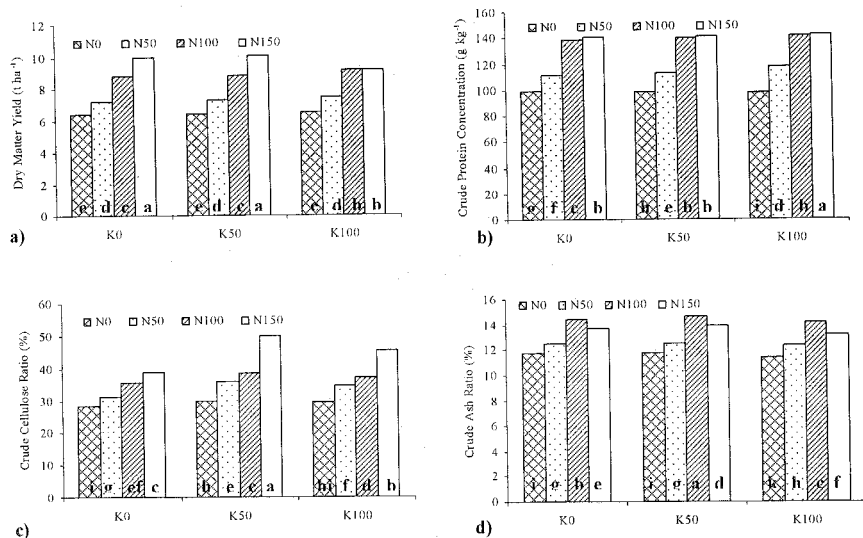 12
10
8
6
4
2
0
Dry Matter Yield (t ha⁻¹)
N0 N50 N100 N150
e d c a
e d c a
d b b
K0 K50 K100
a)
160
140
120
100
80
60
40
20
0
Crude Protein Concentration (g kg⁻¹)
N0 N50 N100 N150
g f c b
h e b b
i d b a
K0 K50 K100
b)
60
50
40
30
20
10
0
Crude Cellulose Ratio (%)
N0 N50 N100 N150
i g ef c
h e c a
hi f d b
K0 K50 K100
c)
16
14
12
10
8
6
4
2
0
Crude Ash Ratio (%)
N0 N50 N100 N150
g b e
g a d
h c f
K0 K50 K100
d)